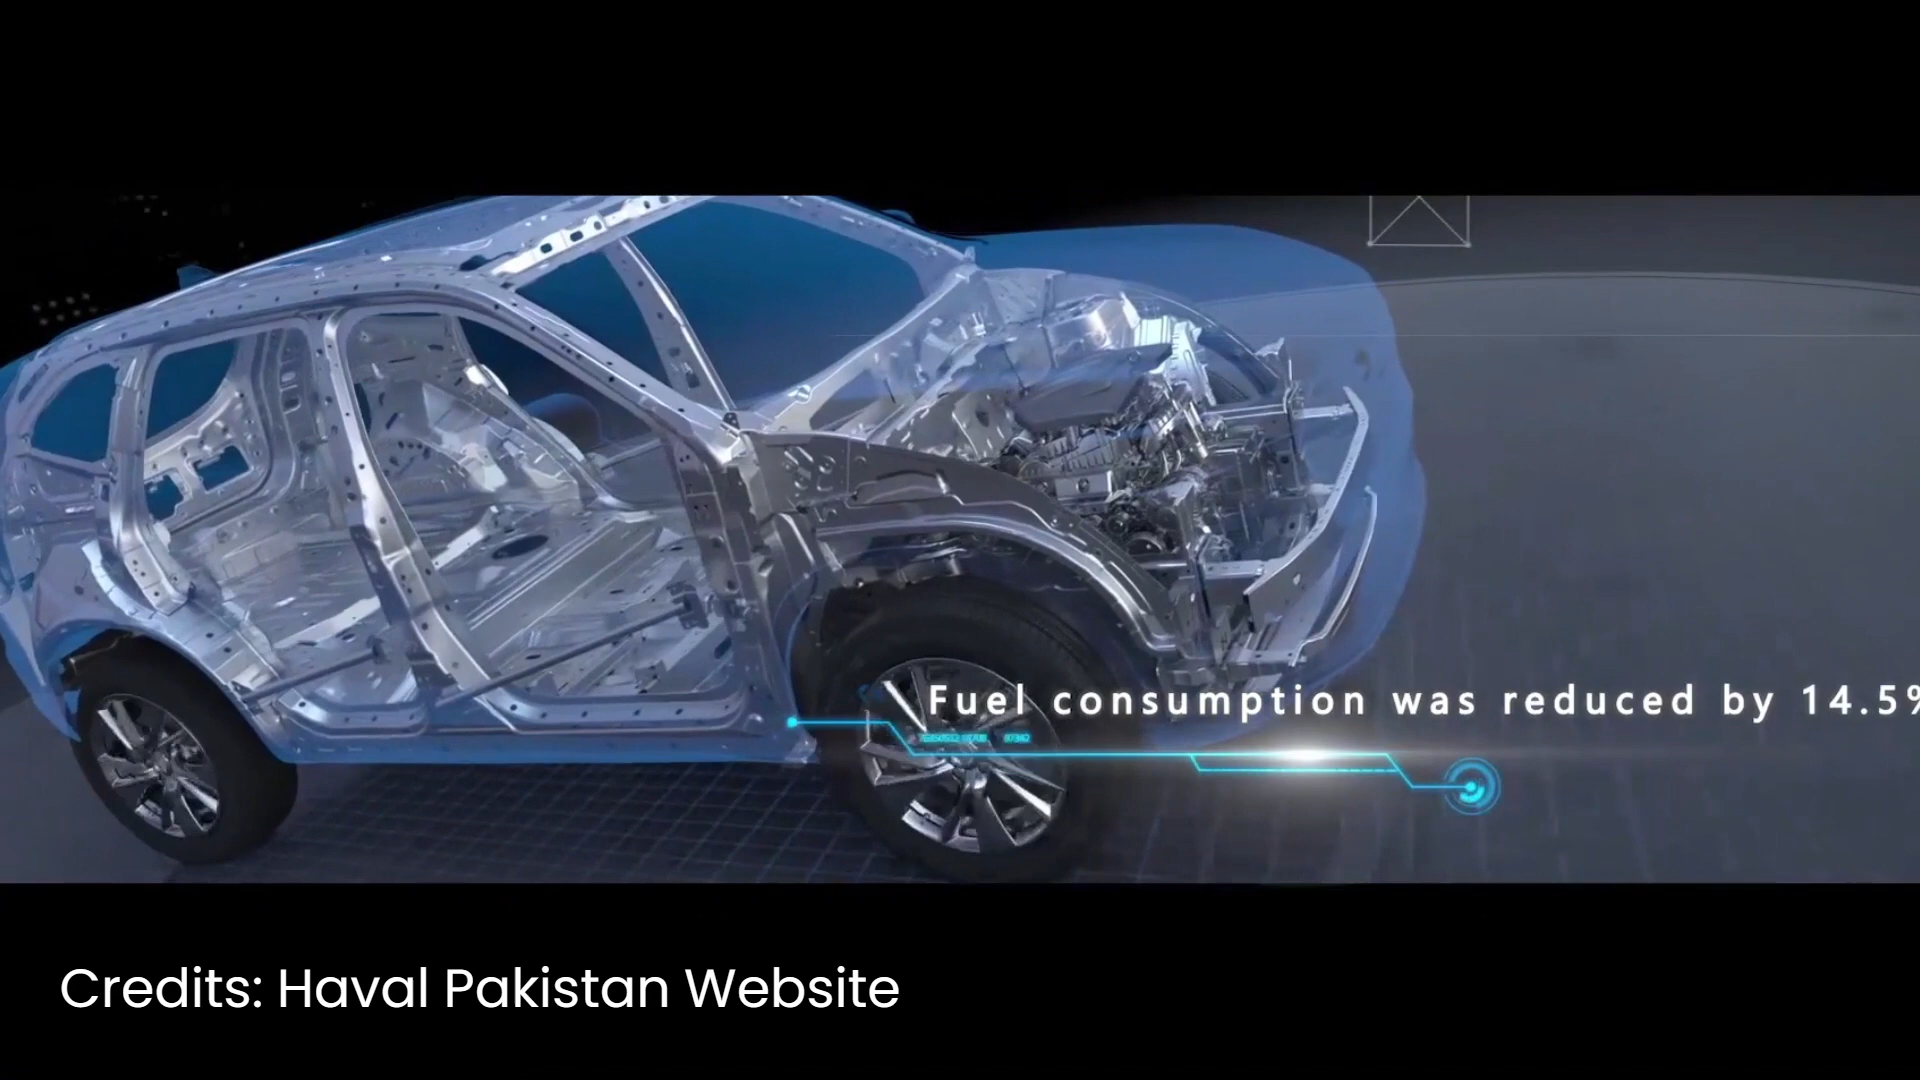 Fuel consumption was reduced by 14.5%
Credits: Haval Pakistan Website